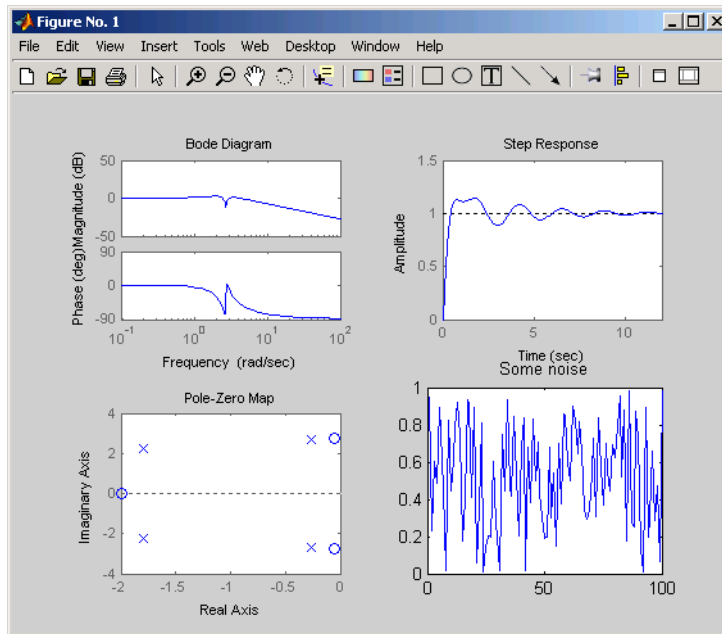 Figure No. 1
File Edit View Insert Tools Web Desktop Window Help
T
Bode Diagram
Magnitude (dB)
50
0
-50
Phase (deg)
90
0
-90
10^-1 10^0 10^1 10^2
Frequency (rad/sec)
Step Response
Amplitude
1.5
1
0.5
0
0 5 10
Time (sec)
Pole-Zero Map
Imaginary Axis
4
2
0
-2
-4
-2 -1.5 -1 -0.5 0
Real Axis
Some noise
1
0.8
0.6
0.4
0.2
0
0 50 100